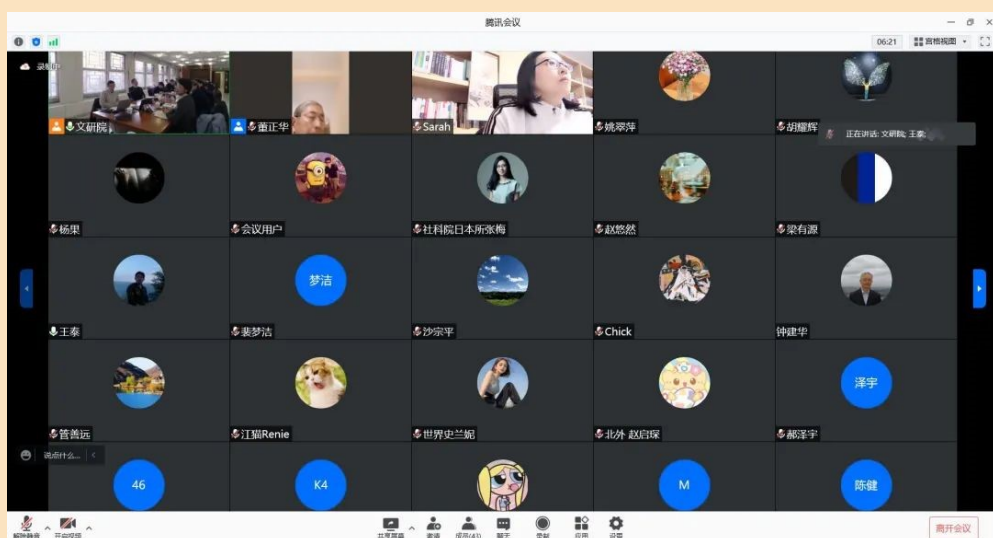 腾讯会议
06:21
宫格视图
录制中
文研院
董正华
Sarah
姚翠萍
胡耀辉
正在讲话: 文研院; 王泰;
杨果
会议用户
社科院日本所张梅
赵悠然
梁有源
梦洁
王泰
裴梦洁
沙宗平
Chick
钟建华
泽宇
管善远
江猫Renie
世界史兰妮
北外 赵启琛
郝泽宇
说点什么...
46
K4
M
陈健
解除静音
开启视频
共享屏幕
邀请
成员(43)
聊天
录制
应用
设置
离开会议